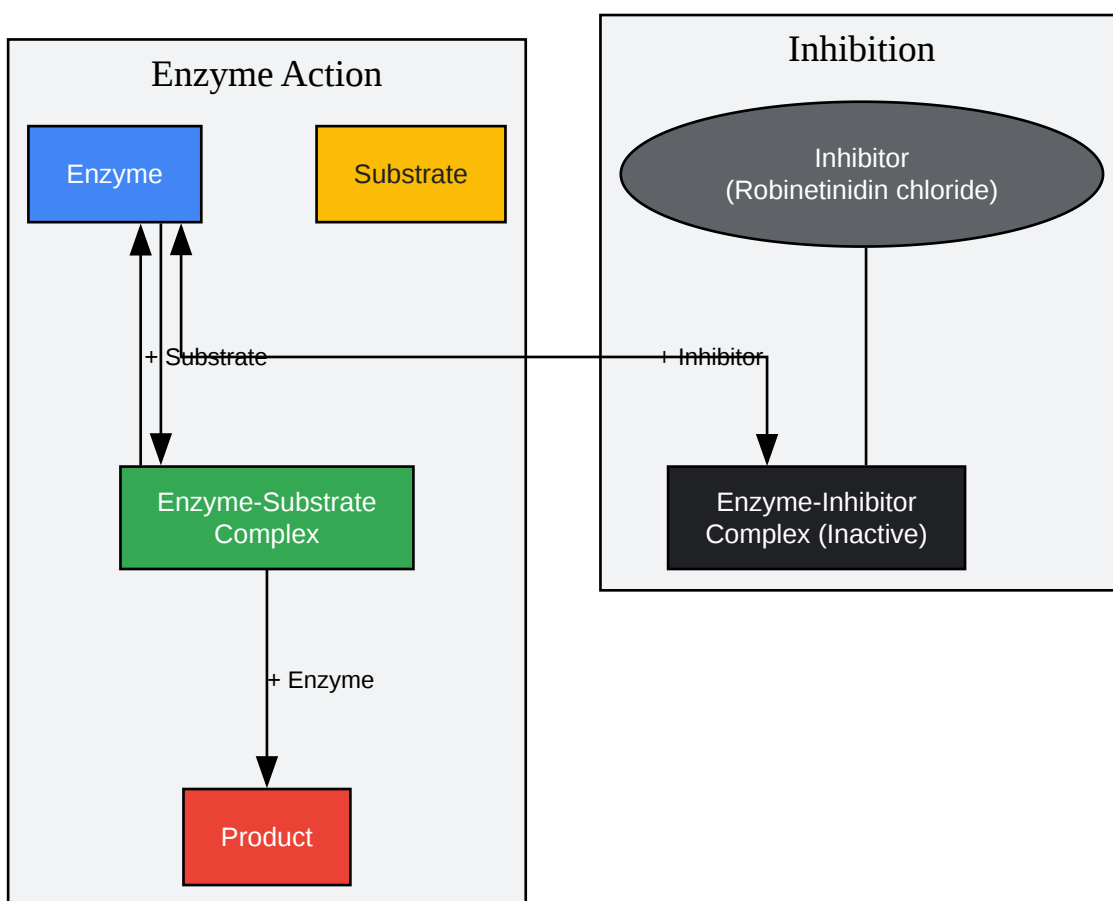 Enzyme Action
Inhibition
Enzyme
Substrate
Inhibitor
(Robinetinidin chloride)
+ Substrate
+ Inhibitor
Enzyme-Substrate
Complex
Enzyme-Inhibitor
Complex (Inactive)
+ Enzyme
Product